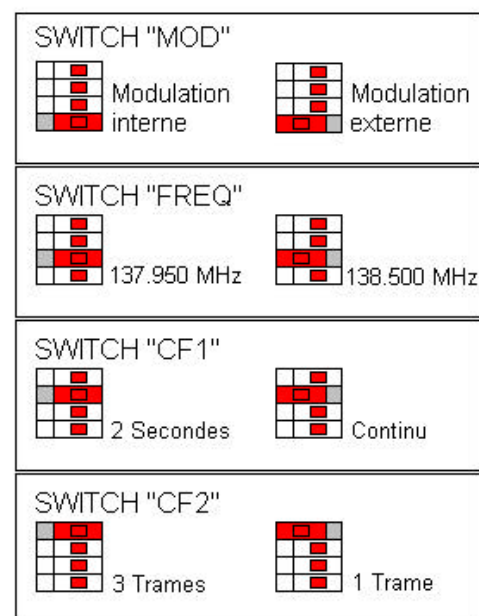 SWITCH "MOD"
Modulation interne
Modulation externe
SWITCH "FREQ"
137.950 MHz
138.500 MHz
SWITCH "CF1"
2 Secondes
Continu
SWITCH "CF2"
3 Trames
1 Trame